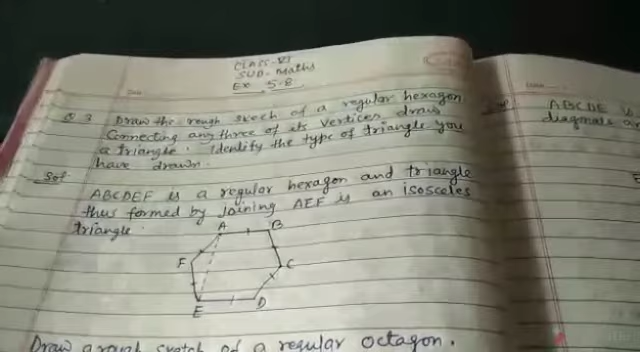 CLASS-VI
SUB- Maths
Ex 5.8
Q 3 Draw the rough skech of a regular hexagon.
Connecting any three of its vertices, draw
a triangle. Identify the type of triangle you
have drawn.
Sol
ABCDEF is a regular hexagon and triangle
thus formed by joining AEF is an isosceles
triangle.
A B
F C
E D
Draw a rough sketch of a regular octagon.
Sol
ABCDE
diagonals
E